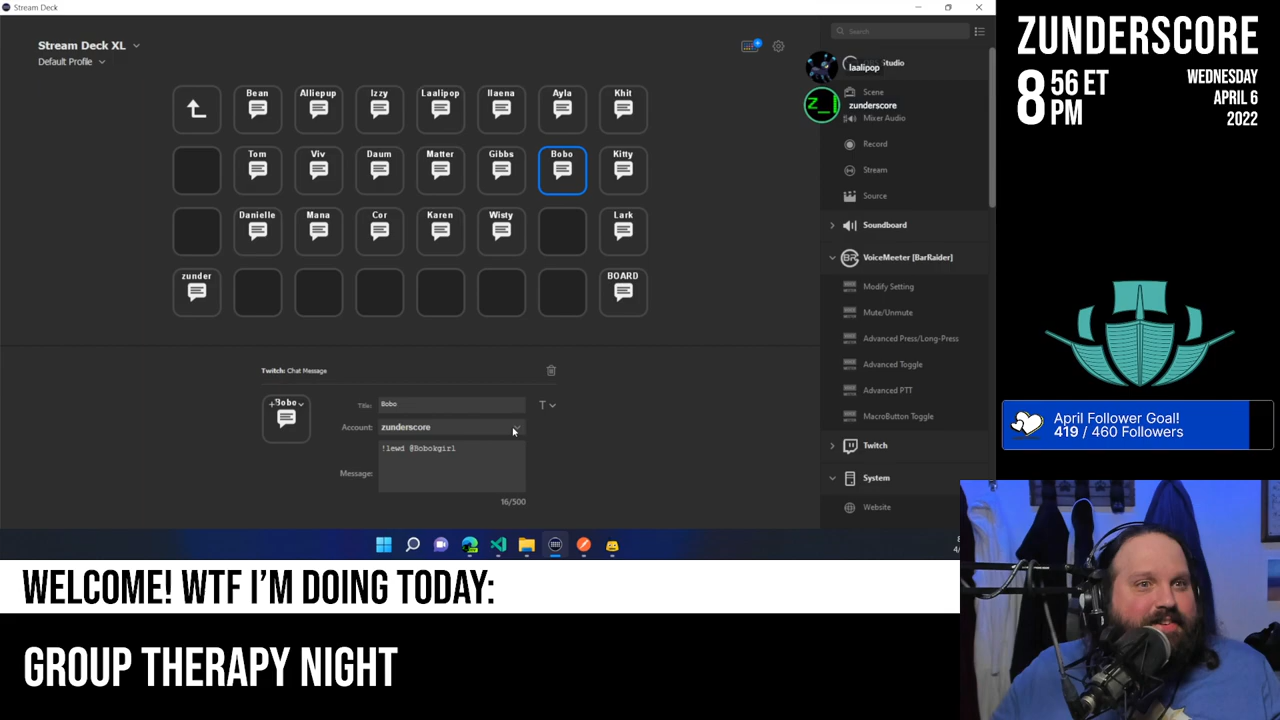 Stream Deck
Stream Deck XL
Default Profile
Bean
Alliepup
Izzy
Laalipop
Ilaena
Ayla
Khit
Tom
Viv
Daum
Matter
Gibbs
Bobo
Kitty
Danielle
Mana
Cor
Karen
Wisty
Lark
zunder
BOARD
Twitch: Chat Message
Bobo
Title:
Bobo
Account:
zunderscore
Message:
!lewd @Bobokgirl
16/500
Search
laalipop
Studio
Scene
zunderscore
Mixer Audio
Record
Stream
Source
Soundboard
VoiceMeeter [BarRaider]
Modify Setting
Mute/Unmute
Advanced Press/Long-Press
Advanced Toggle
Advanced PTT
MacroButton Toggle
Twitch
System
Website
ZUNDERSCORE
8 56 ET
PM
WEDNESDAY
APRIL 6
2022
April Follower Goal!
419 / 460 Followers
WELCOME! WTF I'M DOING TODAY:
GROUP THERAPY NIGHT